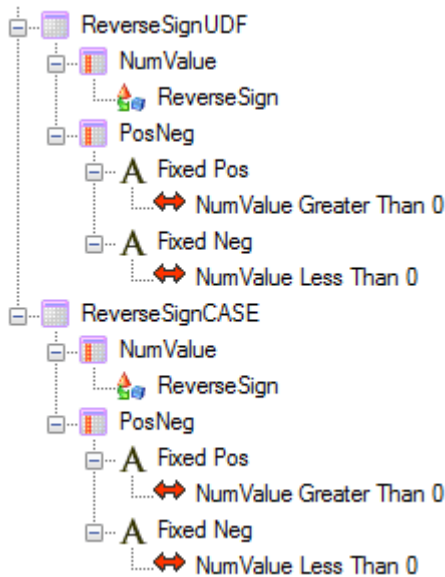 ReverseSignUDF
NumValue
ReverseSign
PosNeg
A Fixed Pos
NumValue Greater Than 0
A Fixed Neg
NumValue Less Than 0
ReverseSignCASE
NumValue
ReverseSign
PosNeg
A Fixed Pos
NumValue Greater Than 0
A Fixed Neg
NumValue Less Than 0